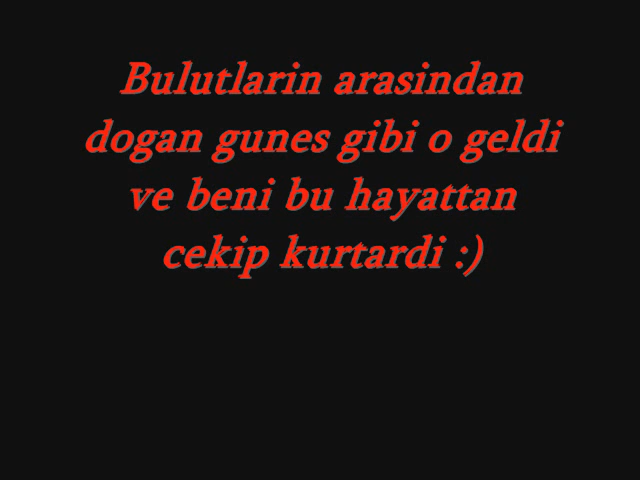 Bulutlarin arasindan
dogan gunes gibi o geldi
ve beni bu hayattan
cekip kurtardi :)